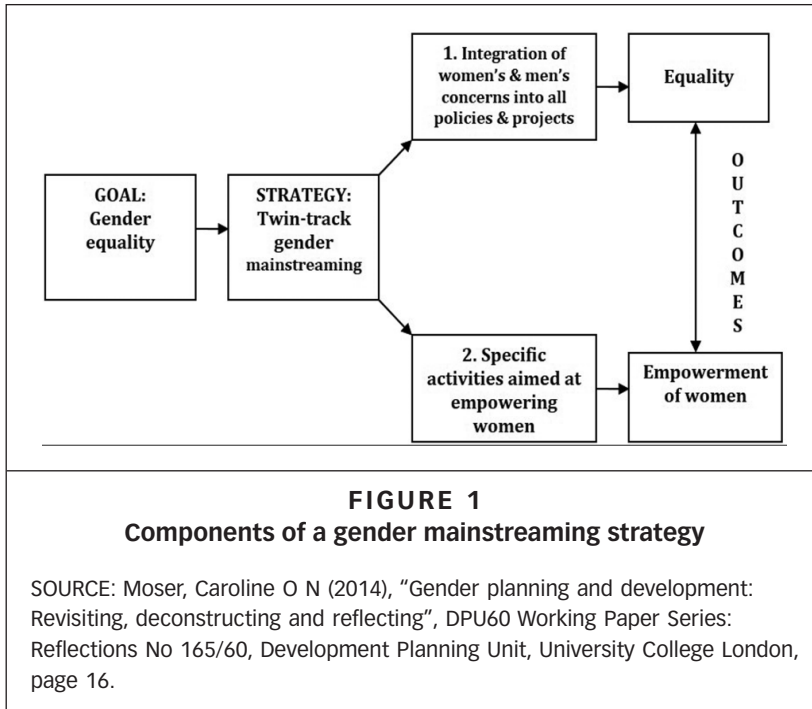 GOAL:
Gender
equality
STRATEGY:
Twin-track
gender
mainstreaming
1. Integration of
women's & men's
concerns into all
policies & projects
Equality
2. Specific
activities aimed at
empowering
women
Empowerment
of women
O
U
T
C
O
M
E
S
FIGURE 1
Components of a gender mainstreaming strategy
SOURCE: Moser, Caroline O N (2014), “Gender planning and development:
Revisiting, deconstructing and reflecting”, DPU60 Working Paper Series:
Reflections No 165/60, Development Planning Unit, University College London,
page 16.